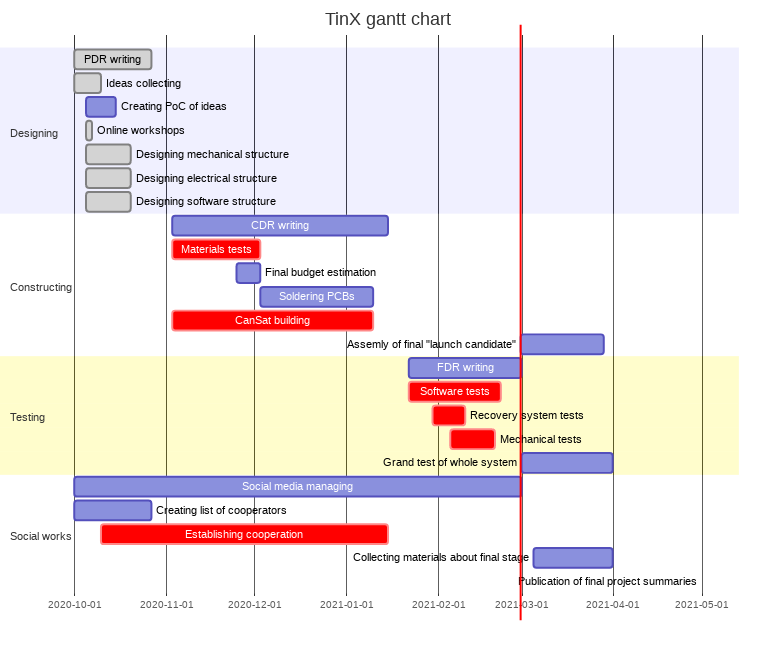 TinX gantt chart
PDR writing
Ideas collecting
Creating PoC of ideas
Online workshops
Designing
Designing mechanical structure
Designing electrical structure
Designing software structure
CDR writing
Materials tests
Final budget estimation
Constructing
Soldering PCBs
CanSat building
Assemly of final "launch candidate"
FDR writing
Software tests
Testing
Recovery system tests
Mechanical tests
Grand test of whole system
Social media managing
Creating list of cooperators
Social works
Establishing cooperation
Collecting materials about final stage
Publication of final project summaries
2020-10-01 2020-11-01 2020-12-01 2021-01-01 2021-02-01 2021-03-01 2021-04-01 2021-05-01